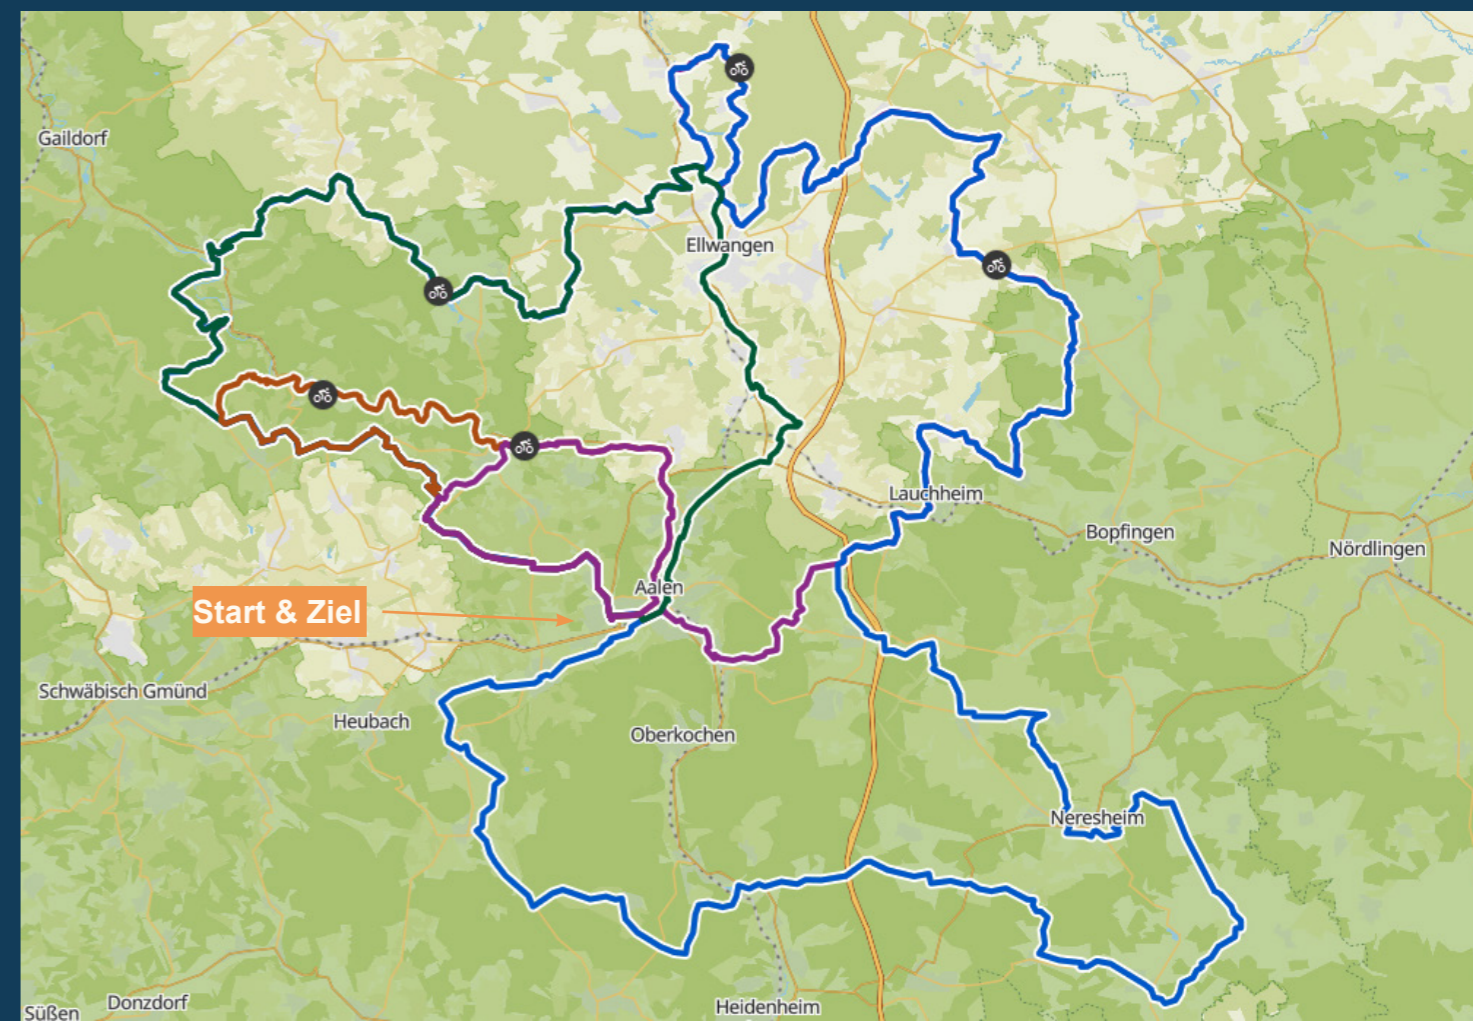 Gaildorf
Ellwangen
Lauchheim
Bopfingen
Nördlingen
Aalen
Start & Ziel
Schwäbisch Gmünd
Heubach
Oberkochen
Neresheim
Donzdorf
Heidenheim
Süßen